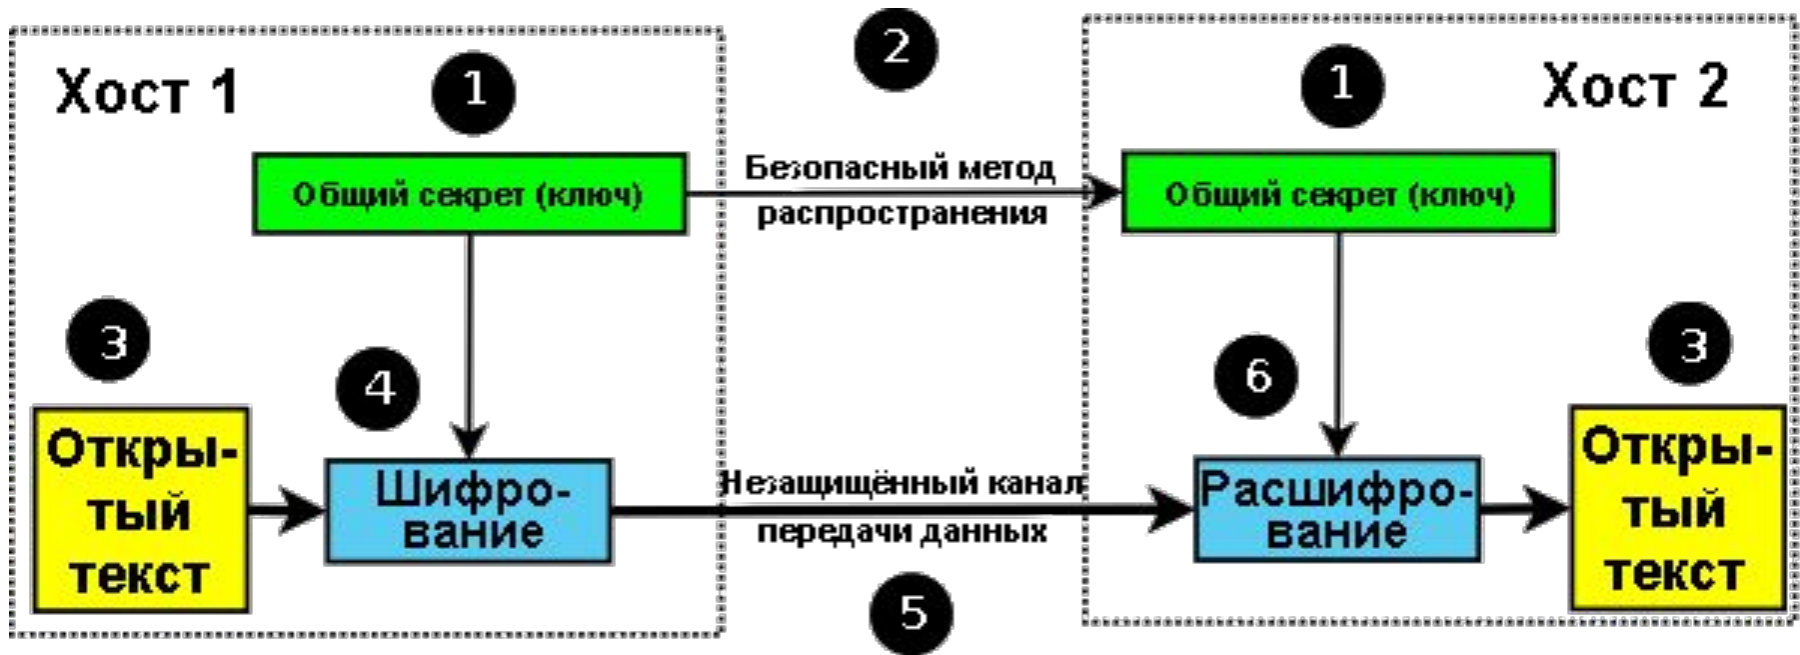 Хост 1
1
2
1
Хост 2
Общий секрет (ключ)
Безопасный метод
распространения
Общий секрет (ключ)
3
4
6
3
Откры-
тый
текст
Шифро-
вание
Незащищённый канал
передачи данных
Расшифро-
вание
Откры-
тый
текст
5